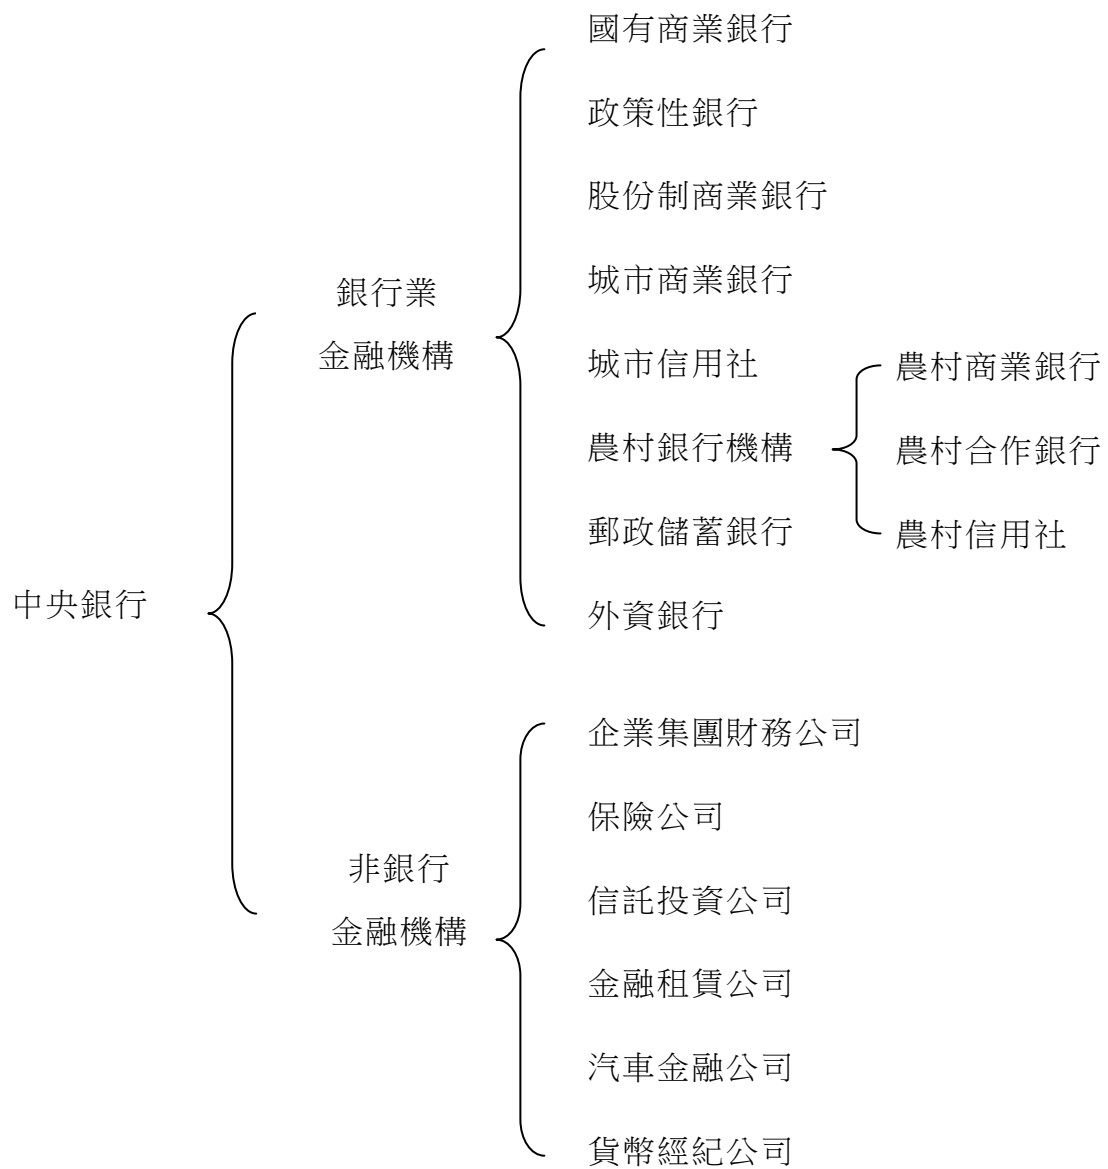 中央銀行
銀行業
金融機構
國有商業銀行
政策性銀行
股份制商業銀行
城市商業銀行
城市信用社
農村銀行機構
農村商業銀行
農村合作銀行
農村信用社
郵政儲蓄銀行
外資銀行
非銀行
金融機構
企業集團財務公司
保險公司
信託投資公司
金融租賃公司
汽車金融公司
貨幣經紀公司